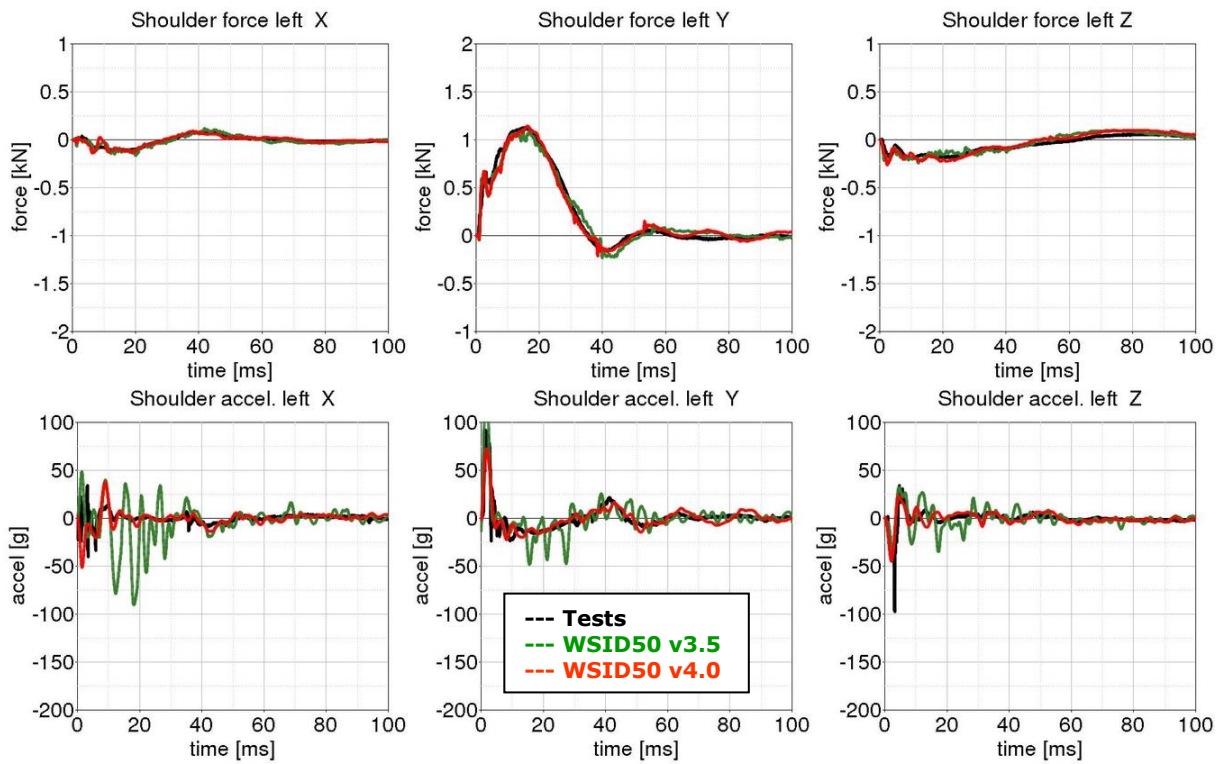 Shoulder force left X
Shoulder force left Y
Shoulder force left Z
1
0.5
0
-0.5
-1
-1.5
-2
force [kN]
0 20 40 60 80 100
time [ms]
2
1.5
1
0.5
0
-0.5
-1
force [kN]
0 20 40 60 80 100
time [ms]
1
0.5
0
-0.5
-1
-1.5
-2
force [kN]
0 20 40 60 80 100
time [ms]
Shoulder accel. left X
Shoulder accel. left Y
Shoulder accel. left Z
100
50
0
-50
-100
-150
-200
accel [g]
0 20 40 60 80 100
time [ms]
100
50
0
-50
-100
-150
-200
accel [g]
0 20 40 60 80 100
time [ms]
--- Tests
--- WSID50 v3.5
--- WSID50 v4.0
100
50
0
-50
-100
-150
-200
accel [g]
0 20 40 60 80 100
time [ms]